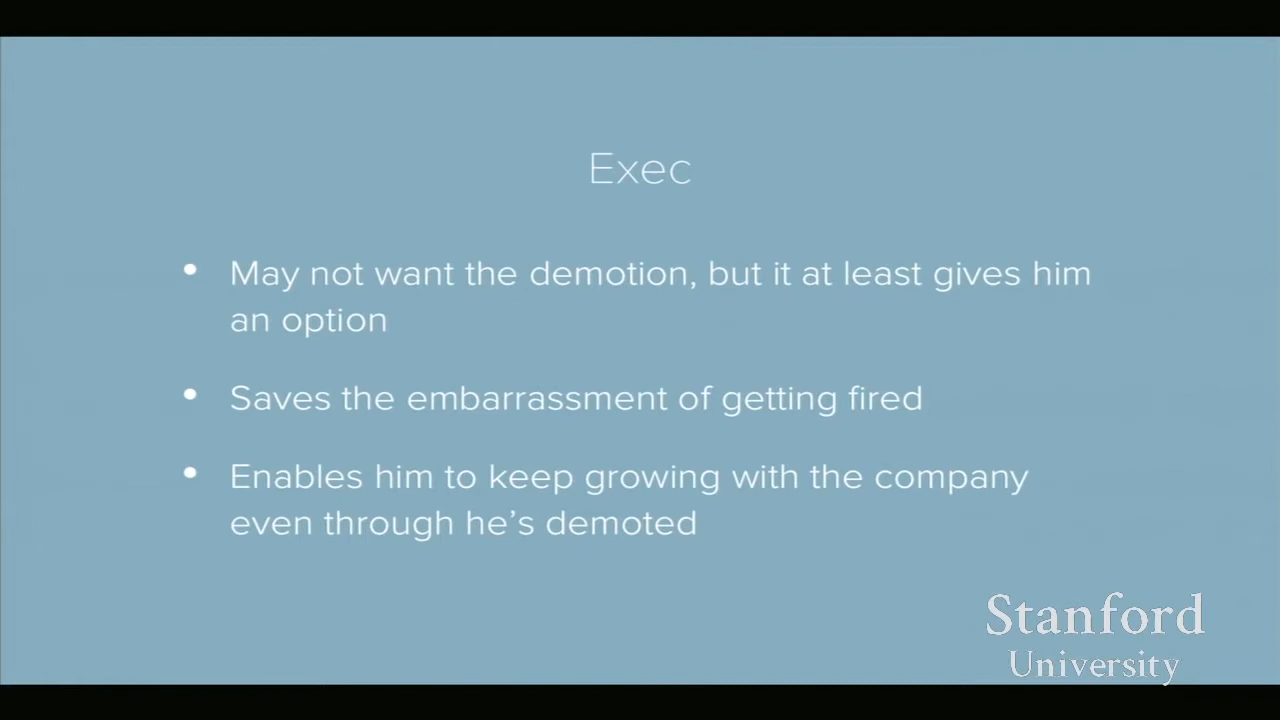 Exec
• May not want the demotion, but it at least gives him
an option
• Saves the embarrassment of getting fired
• Enables him to keep growing with the company
even through he’s demoted
Stanford
University